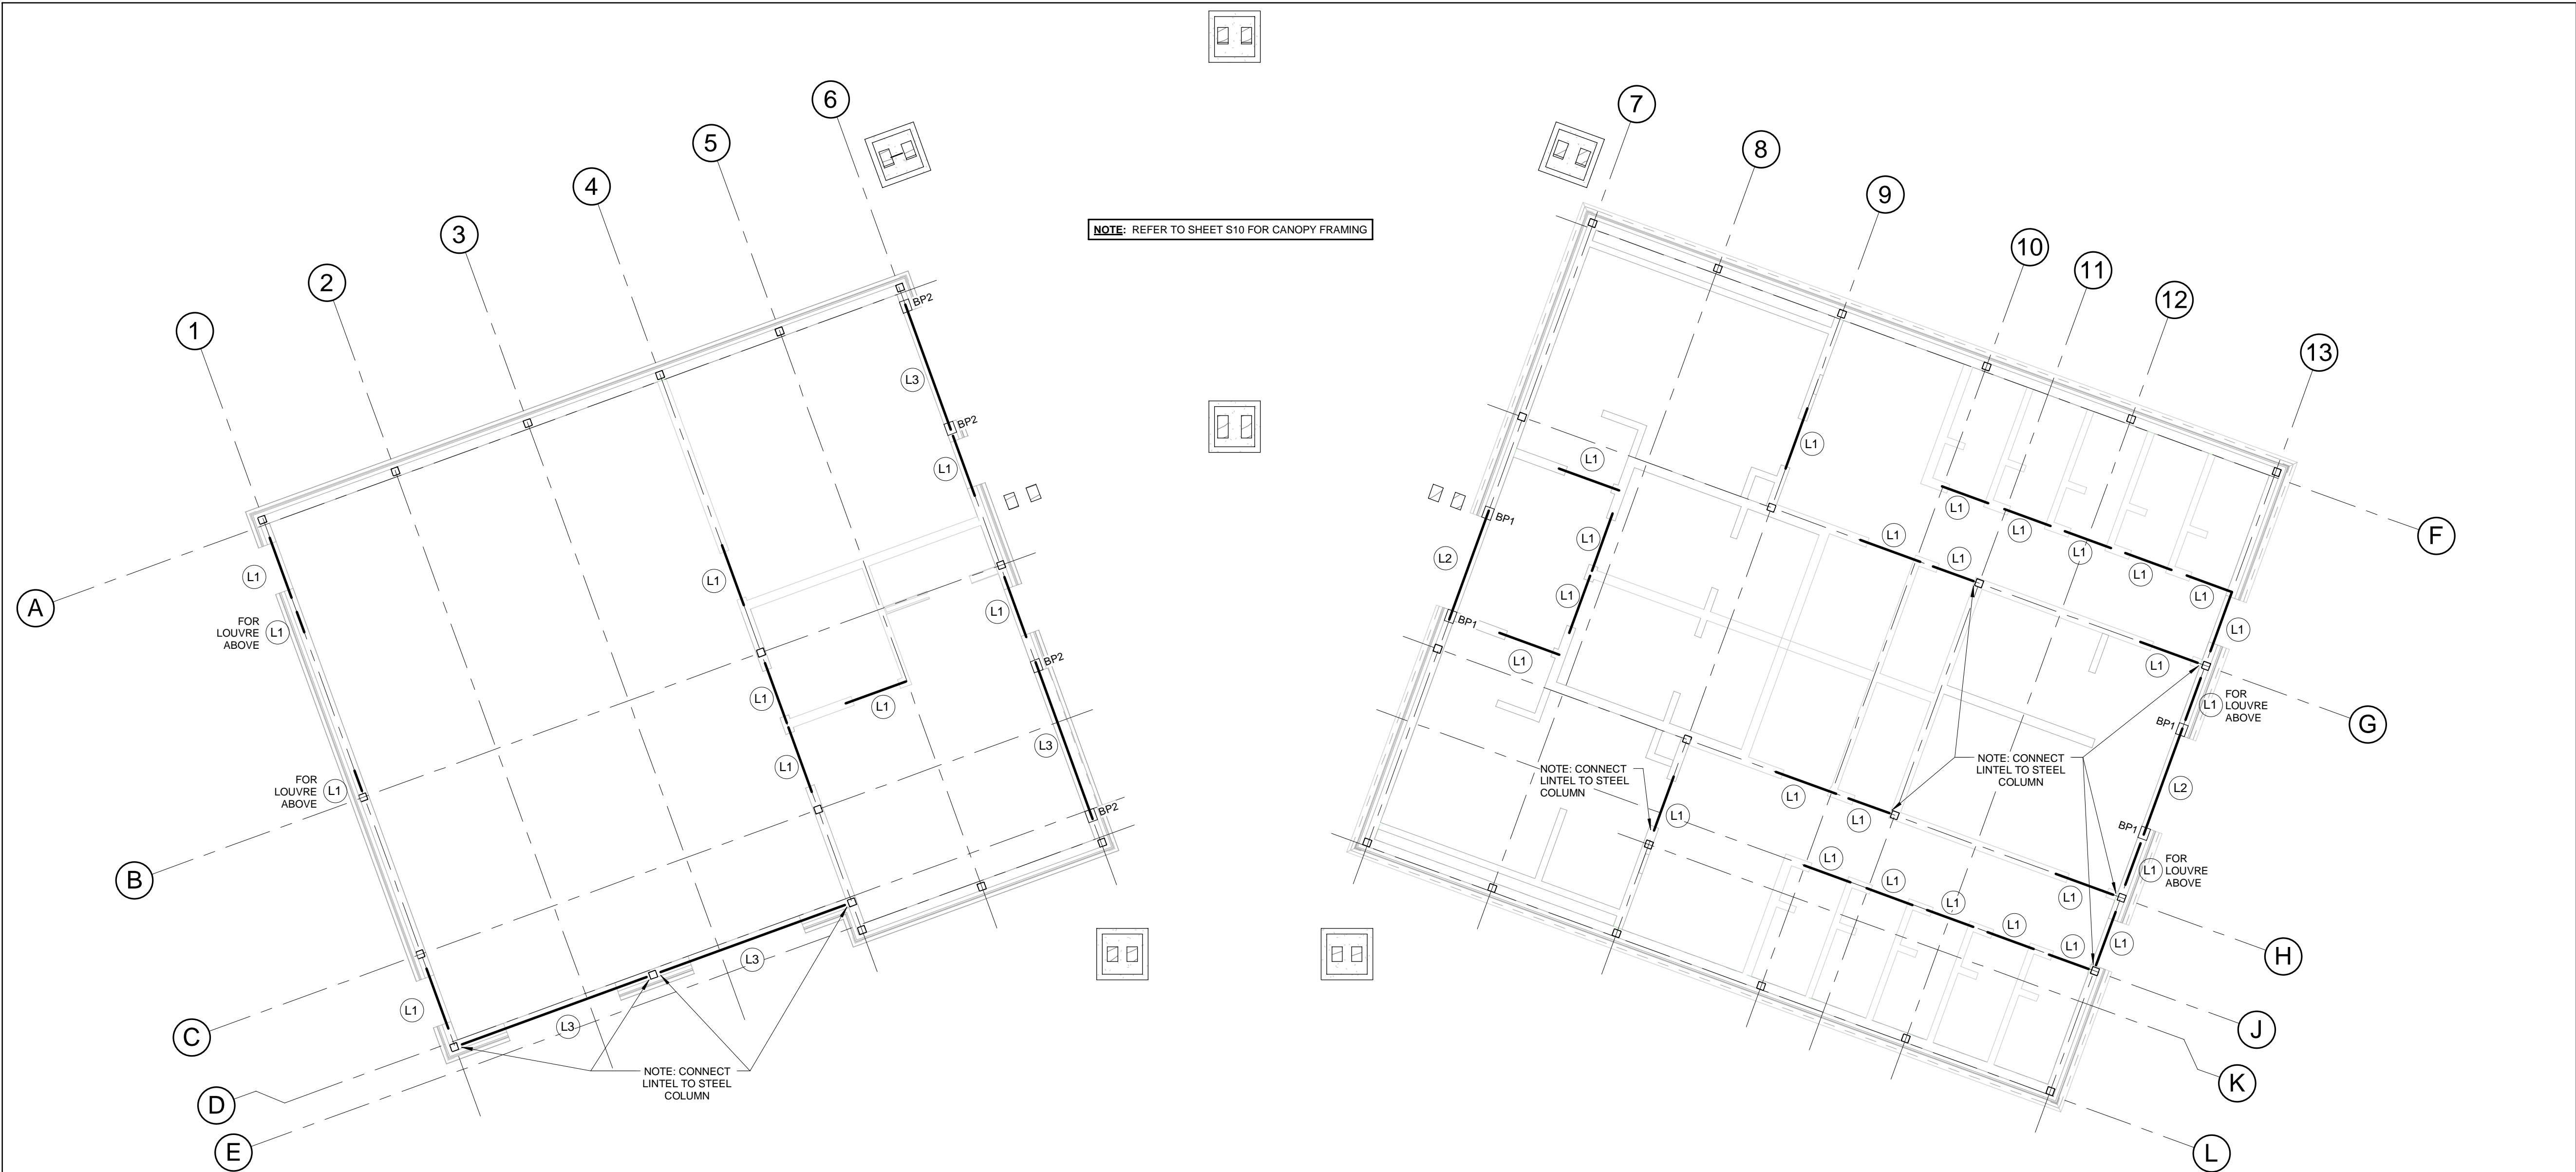 6
7
5
8
4
9
NOTE: REFER TO SHEET S10 FOR CANOPY FRAMING
3
10
11
2
12
BP2
1
13
L3
BP2
L1
L1
L1
L1
BP1
L1
F
L1
L1
L2
L1
L1
L1
L1
L1
L1
L1
L1
A
L1
L1
BP1
FOR
LOUVRE
ABOVE
L1
L1
BP2
L1
L1
L1
L1
L1
FOR
LOUVRE
ABOVE
G
BP1
L3
L1
NOTE: CONNECT
LINTEL TO STEEL
COLUMN
NOTE: CONNECT
LINTEL TO STEEL
COLUMN
FOR
LOUVRE
ABOVE
L1
L1
L2
BP2
L1
L1
BP1
B
L1
L1
FOR
LOUVRE
ABOVE
L1
L1
L1
L1
L1
L1
L1
H
L3
L1
L3
C
J
NOTE: CONNECT
LINTEL TO STEEL
COLUMN
K
D
E
L